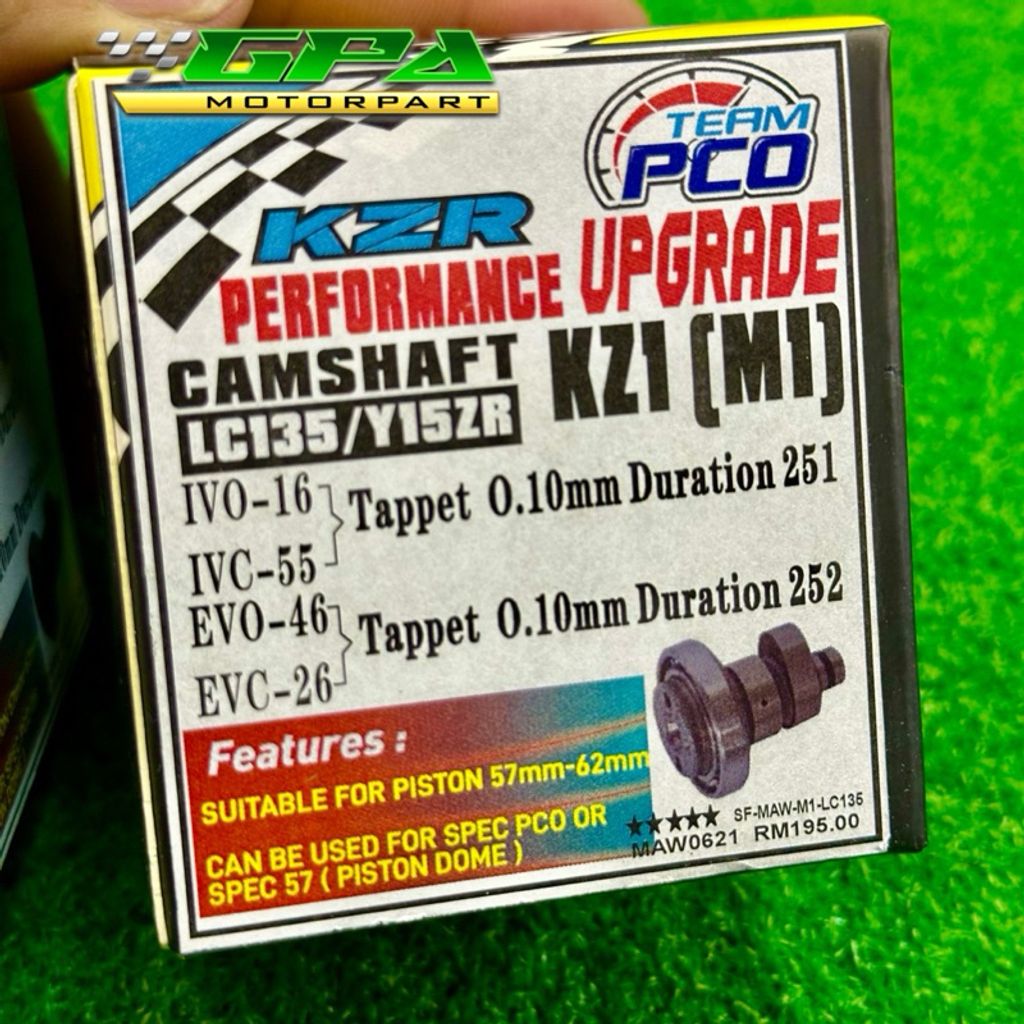 GPA
MOTORPART
TEAM
PCO
KZR
PERFORMANCE UPGRADE
CAMSHAFT KZ1 (M1)
LC135/Y15ZR
IVO-16
IVC-55
Tappet 0.10mm Duration 251
EVO-46
EVC-26
Tappet 0.10mm Duration 252
Features :
SUITABLE FOR PISTON 57mm-62mm
CAN BE USED FOR SPEC PCO OR
SPEC 57 ( PISTON DOME )
★★★★★ SF-MAW-M1-LC135
MAW0621 RM195.00